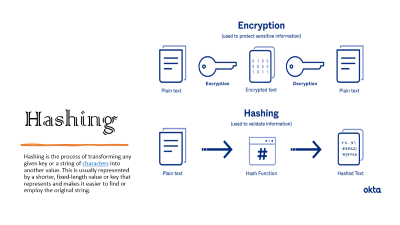 Hashing
Hashing is the process of transforming any
given key or a string of characters into
another value. This is usually represented
by a shorter, fixed-length value or key that
represents and makes it easier to find or
employ the original string.
Encryption
(used to protect sensitive information)
Encryption
Decryption
Plain text
Encrypted text
Plain text
Hashing
(used to validate information)
#
Plain text
Hash Function
Hashed Text
okta